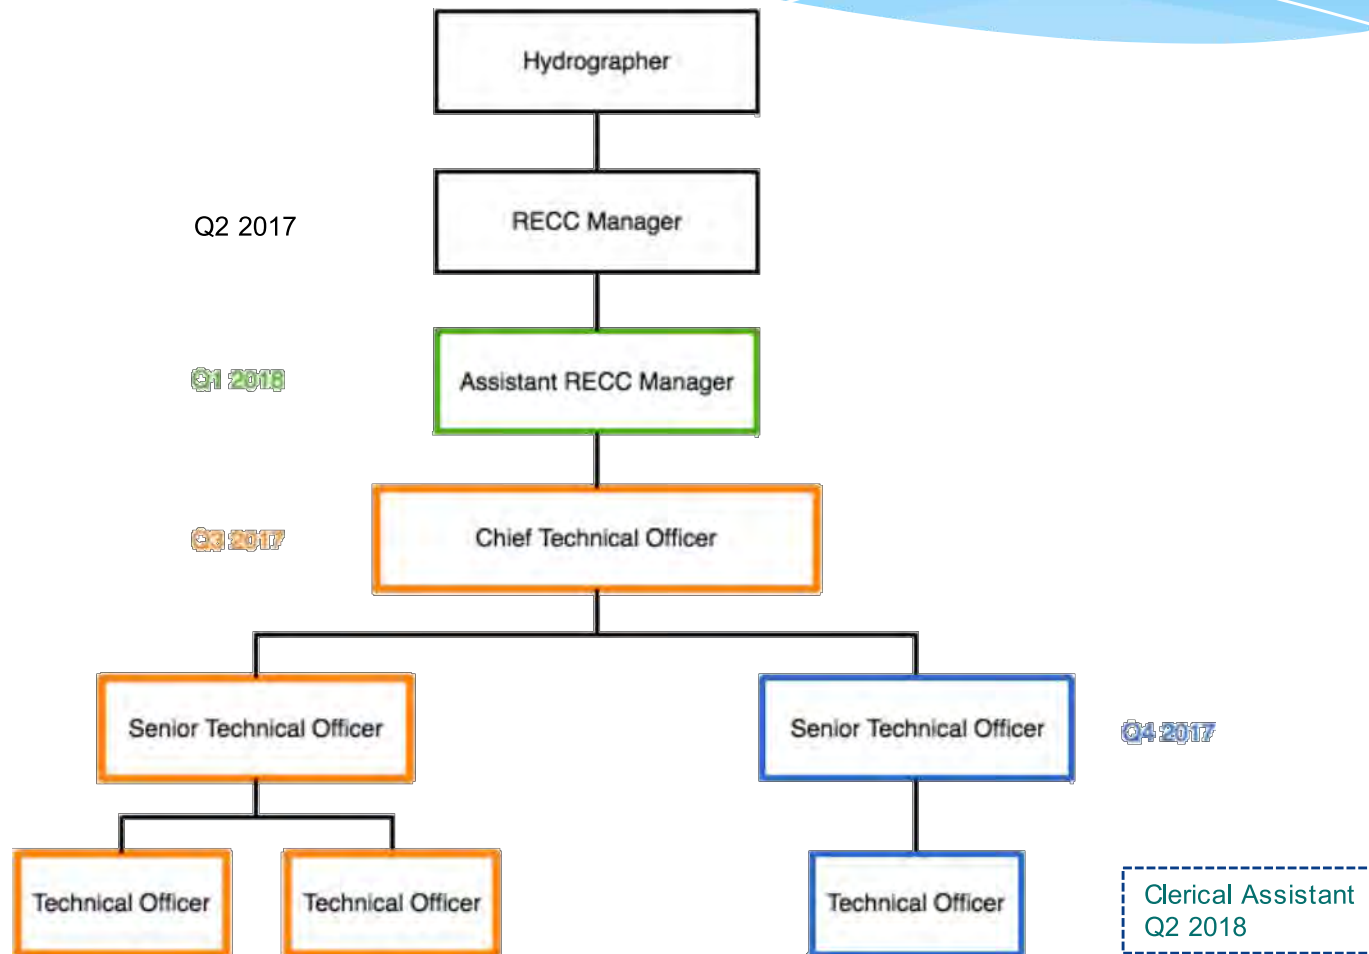 Hydrographer
Q2 2017
RECC Manager
Q1 2018
Assistant RECC Manager
Q3 2017
Chief Technical Officer
Senior Technical Officer
Senior Technical Officer
Q4 2017
Technical Officer
Technical Officer
Technical Officer
Clerical Assistant
Q2 2018